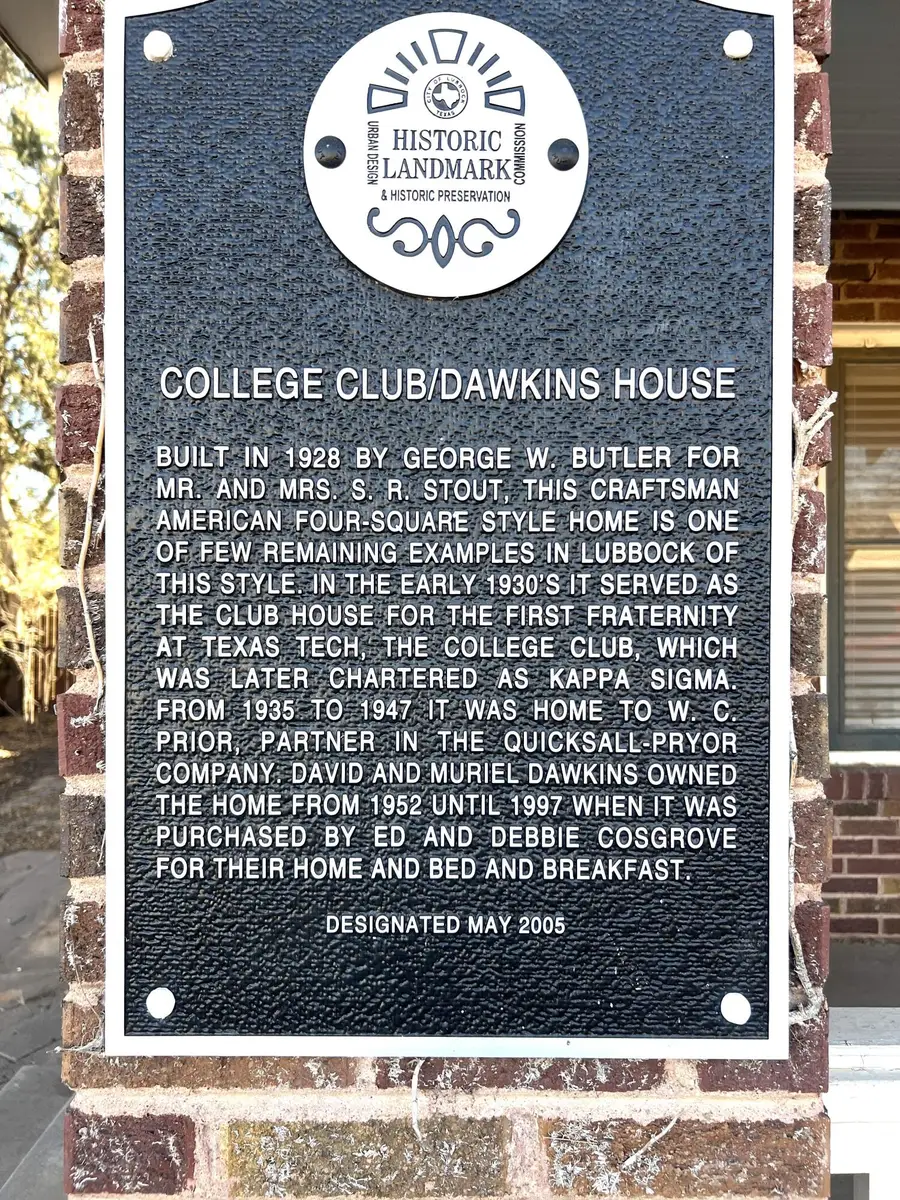 CITY OF LUBBOCK
TEXAS
URBAN DESIGN
HISTORIC
LANDMARK
COMMISSION
& HISTORIC PRESERVATION
COLLEGE CLUB/DAWKINS HOUSE
BUILT IN 1928 BY GEORGE W. BUTLER FOR
MR. AND MRS. S. R. STOUT, THIS CRAFTSMAN
AMERICAN FOUR-SQUARE STYLE HOME IS ONE
OF FEW REMAINING EXAMPLES IN LUBBOCK OF
THIS STYLE. IN THE EARLY 1930'S IT SERVED AS
THE CLUB HOUSE FOR THE FIRST FRATERNITY
AT TEXAS TECH, THE COLLEGE CLUB, WHICH
WAS LATER CHARTERED AS KAPPA SIGMA.
FROM 1935 TO 1947 IT WAS HOME TO W. C.
PRIOR, PARTNER IN THE QUICKSALL-PRYOR
COMPANY. DAVID AND MURIEL DAWKINS OWNED
THE HOME FROM 1952 UNTIL 1997 WHEN IT WAS
PURCHASED BY ED AND DEBBIE COSGROVE
FOR THEIR HOME AND BED AND BREAKFAST.
DESIGNATED MAY 2005